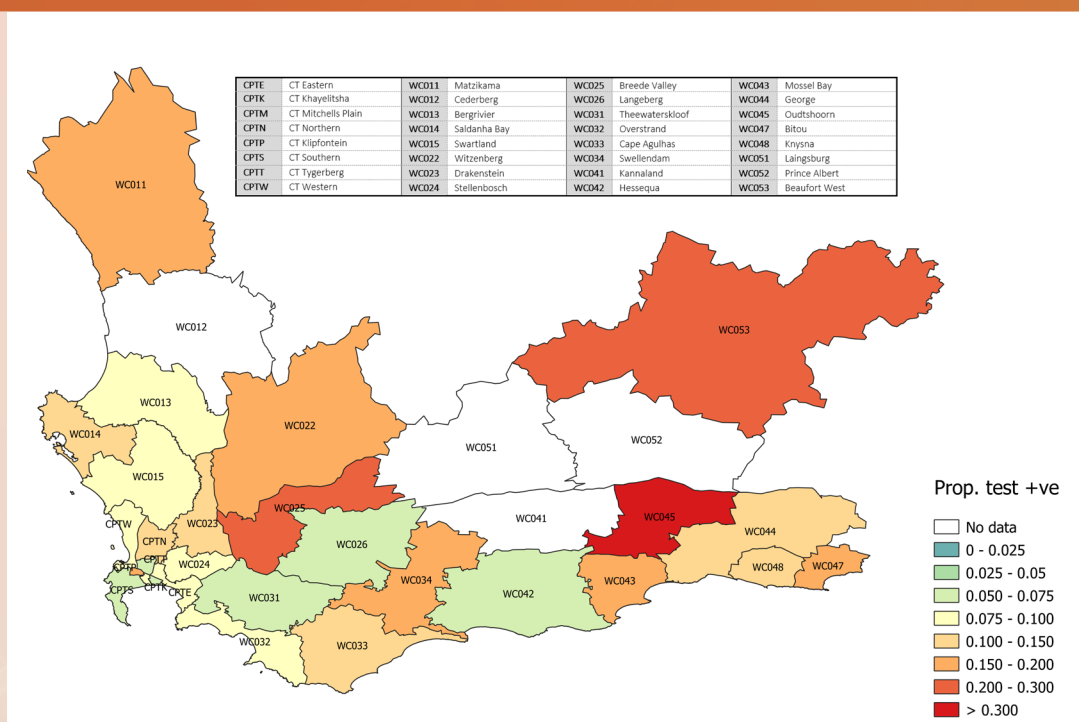 CPTE CT Eastern WC011 Matzikama WC025 Breede Valley WC043 Mossel Bay
CPTK CT Khayelitsha WC012 Cederberg WC026 Langeberg WC044 George
CPTM CT Mitchells Plain WC013 Bergrivier WC031 Theewaterskloof WC045 Oudtshoorn
CPTN CT Northern WC014 Saldanha Bay WC032 Overstrand WC047 Bitou
CPTP CT Klipfontein WC015 Swartland WC033 Cape Agulhas WC048 Knysna
CPTS CT Southern WC022 Witzenberg WC034 Swellendam WC051 Laingsburg
CPTT CT Tygerberg WC023 Drakenstein WC041 Kannaland WC052 Prince Albert
CPTW CT Western WC024 Stellenbosch WC042 Hessequa WC053 Beaufort West
WC011
WC012
WC053
WC013
WC022
WC014
WC052
WC051
WC015
WC025
WC045
WC041
CPTW
WC023
WC044
CPTN
WC026
WC024
WC048
WC047
WC034
WC043
CPTS
CPTK
CPTE
WC042
WC031
WC032
WC033
Prop. test +ve
No data
0 - 0.025
0.025 - 0.05
0.050 - 0.075
0.075 - 0.100
0.100 - 0.150
0.150 - 0.200
0.200 - 0.300
> 0.300